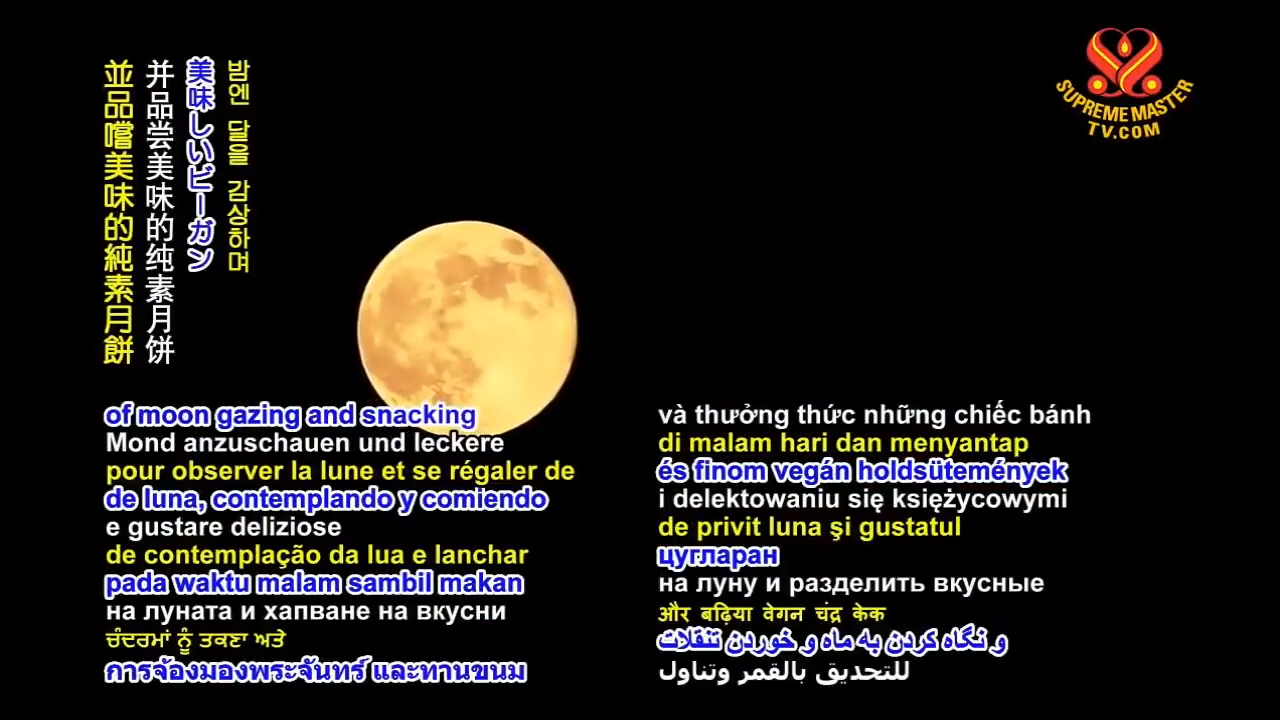 並品嚐美味的純素月餅
并品尝美味的纯素月饼
美味しいビーガン
밤엔 달을 감상하며
SUPREME MASTER
TV.COM
of moon gazing and snacking
Mond anzuschauen und leckere
pour observer la lune et se régaler de
de luna, contemplando y comiendo
e gustare deliziose
de contemplação da lua e lanchar
pada waktu malam sambil makan
на луната и хапване на вкусни
ਚੰਦਰਮਾਂ ਨੂੰ ਤਕਣਾ ਅਤੇ
การจ้องมองพระจันทร์ และทานขนม
và thưởng thức những chiếc bánh
di malam hari dan menyantap
és finom vegán holdsütemények
i delektowaniu się księżycowymi
de privit luna şi gustatul
цугларан
на луну и разделить вкусные
और बढ़िया वेगन चंद्र केक
و نگاه کردن به ماه و خوردن تنقلات
للتحديق بالقمر وتناول